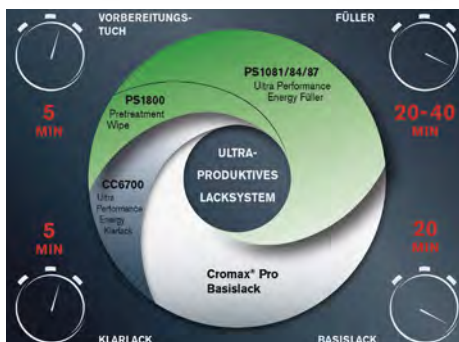 VORBEREITUNGS-
TUCH
FÜLLER
5
MIN
PS1800
Pretreatment
Wipe
PS1081/84/87
Ultra Performance
Energy Füller
20-40
MIN
ULTRA-
PRODUKTIVES
LACKSYSTEM
CC6700
Ultra
Performance
Energy
Klarlack
5
MIN
20
MIN
Cromax® Pro
Basislack
KLARLACK
BASISLACK